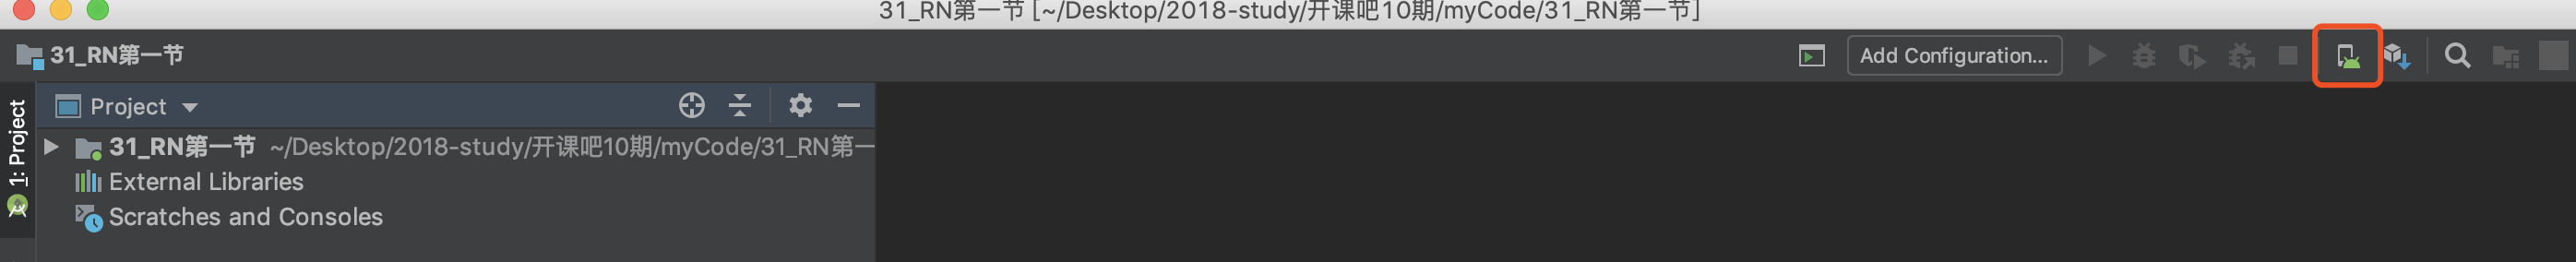 31_RN第一节 [~/Desktop/2018-study/开课吧10期/myCode/31_RN第一节]
31_RN第一节
Add Configuration...
1: Project
Project
31_RN第一节 ~/Desktop/2018-study/开课吧10期/myCode/31_RN第一
External Libraries
Scratches and Consoles